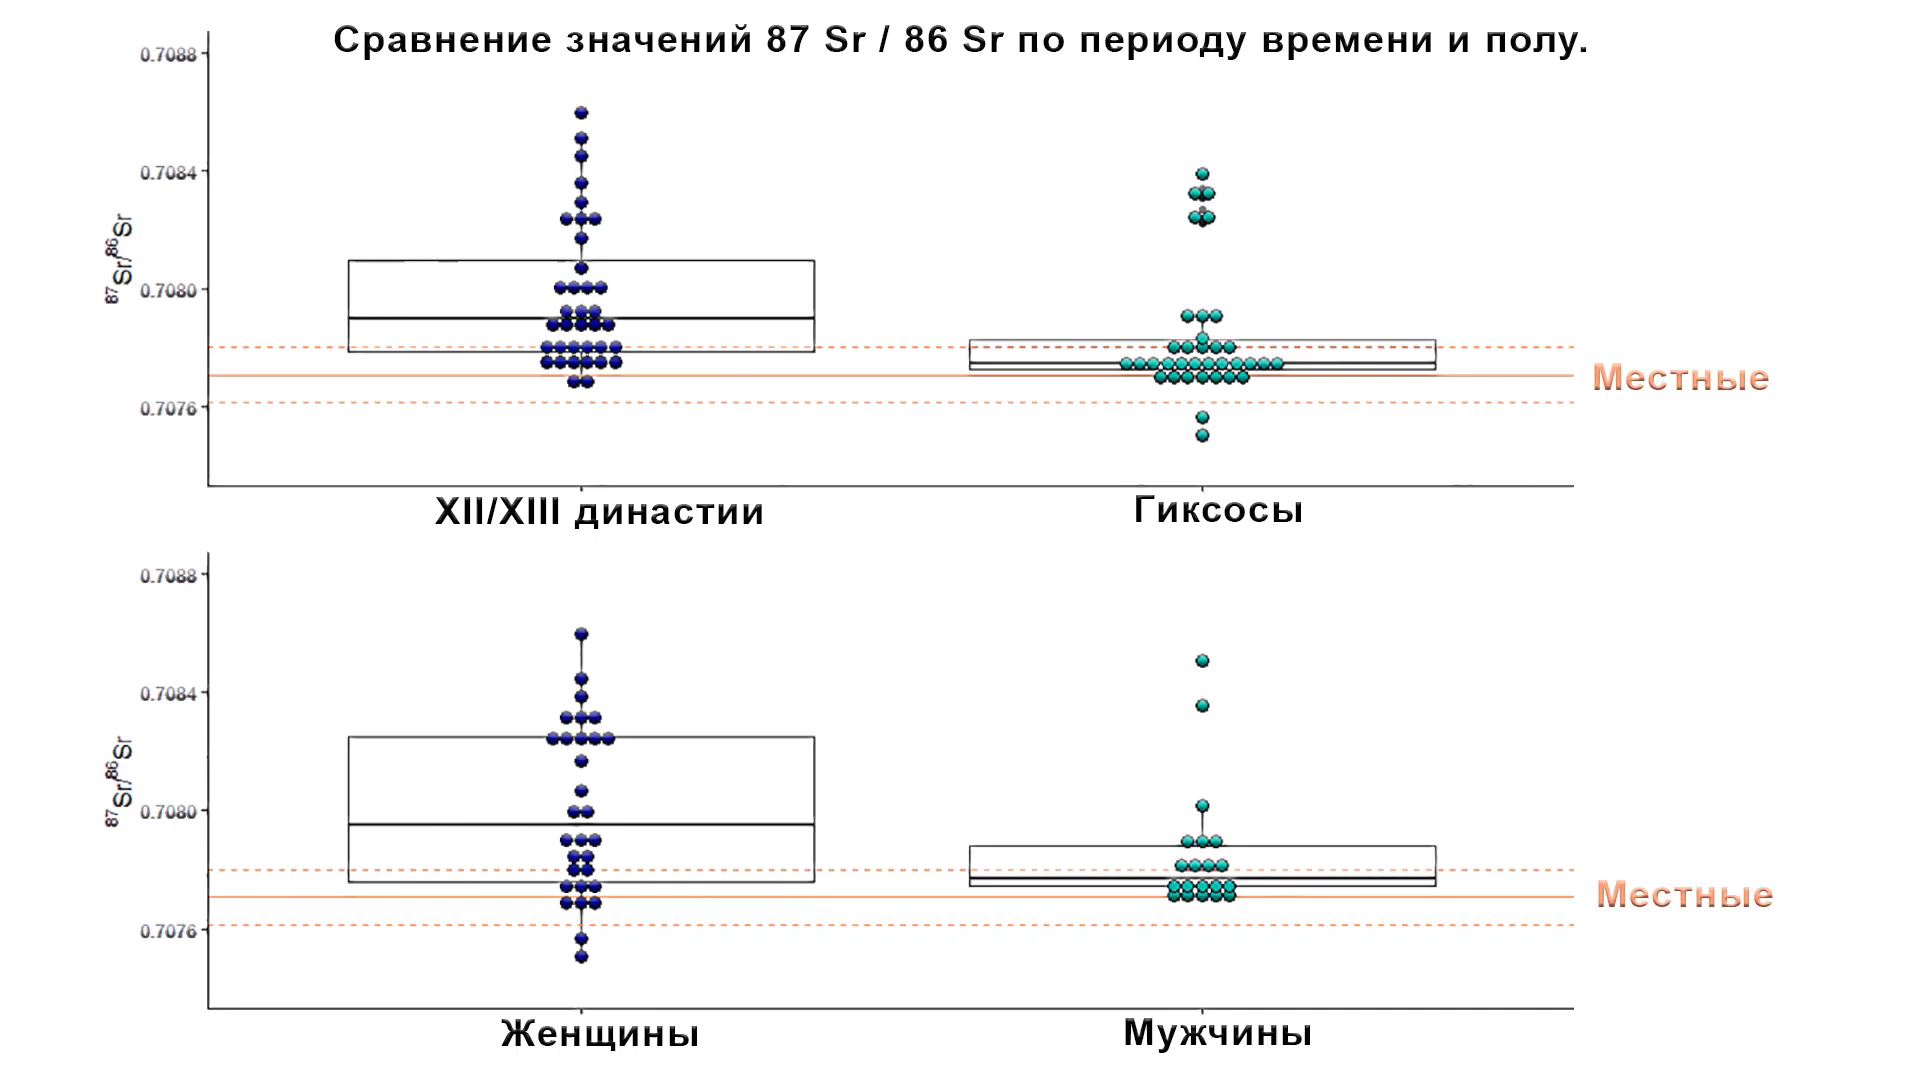 Сравнение значений 87 Sr / 86 Sr по периоду времени и полу.
0.7088
0.7084
0.7080
0.7076
87Sr/86Sr
Местные
XII/XIII династии
Гиксосы
0.7088
0.7084
0.7080
0.7076
87Sr/86Sr
Местные
Женщины
Мужчины